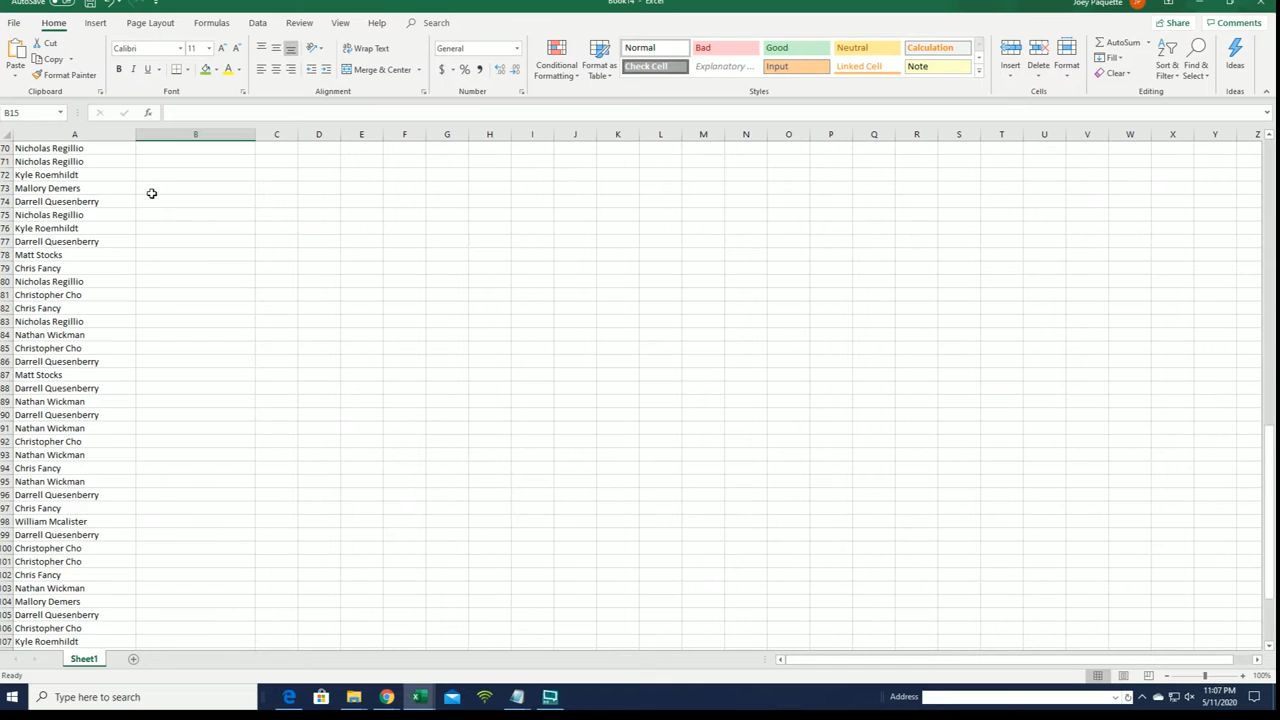 AutoSave Off Book14 - Excel Joey Paquette JP
File Home Insert Page Layout Formulas Data Review View Help Search Share Comments
Paste Cut Copy Format Painter Clipboard
Calibri 11 A A B I U A Font
Wrap Text Merge & Center Alignment
General $ % , Number
Conditional Formatting Format as Table
Normal Bad Good Neutral Calculation
Check Cell Explanatory ... Input Linked Cell Note
Styles
Insert Delete Format Cells
AutoSum Fill Clear Sort & Filter Find & Select Editing
Ideas Ideas
B15 fx
A B C D E F G H I J K L M N O P Q R S T U V W X Y Z
70 Nicholas Regillio
71 Nicholas Regillio
72 Kyle Roemhildt
73 Mallory Demers
74 Darrell Quesenberry
75 Nicholas Regillio
76 Kyle Roemhildt
77 Darrell Quesenberry
78 Matt Stocks
79 Chris Fancy
80 Nicholas Regillio
81 Christopher Cho
82 Chris Fancy
83 Nicholas Regillio
84 Nathan Wickman
85 Christopher Cho
86 Darrell Quesenberry
87 Matt Stocks
88 Darrell Quesenberry
89 Nathan Wickman
90 Darrell Quesenberry
91 Nathan Wickman
92 Christopher Cho
93 Nathan Wickman
94 Chris Fancy
95 Nathan Wickman
96 Darrell Quesenberry
97 Chris Fancy
98 William Mcalister
99 Darrell Quesenberry
100 Christopher Cho
101 Christopher Cho
102 Chris Fancy
103 Nathan Wickman
104 Mallory Demers
105 Darrell Quesenberry
106 Christopher Cho
107 Kyle Roemhildt
Sheet1
Ready 100%
Type here to search Address 11:07 PM
5/11/2020